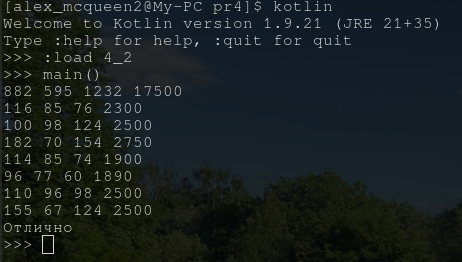 [alex_mcqueen2@My-PC pr4]$ kotlin
Welcome to Kotlin version 1.9.21 (JRE 21+35)
Type :help for help, :quit for quit
>>> :load 4_2
>>> main()
882 595 1232 17500
116 85 76 2300
100 98 124 2500
182 70 154 2750
114 85 74 1900
96 77 60 1890
110 96 98 2500
155 67 124 2500
Отлично
>>>